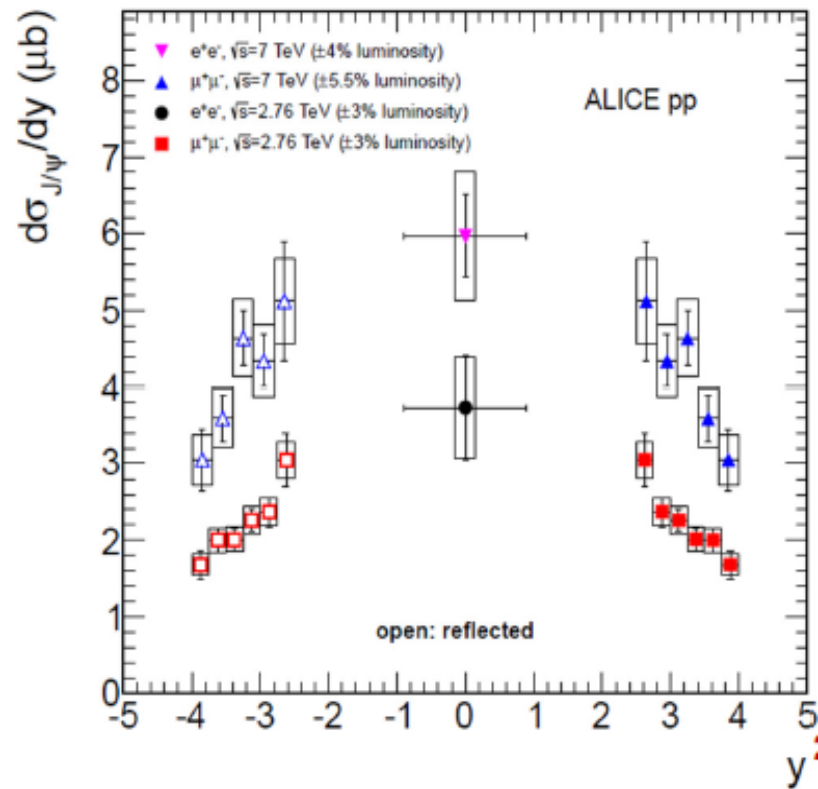 dσ_J/ψ/dy (μb)
e⁺e⁻, √s=7 TeV (±4% luminosity)
μ⁺μ⁻, √s=7 TeV (±5.5% luminosity)
e⁺e⁻, √s=2.76 TeV (±3% luminosity)
μ⁺μ⁻, √s=2.76 TeV (±3% luminosity)
ALICE pp
8
7
6
5
4
3
2
1
0
open: reflected
-5 -4 -3 -2 -1 0 1 2 3 4 5
y